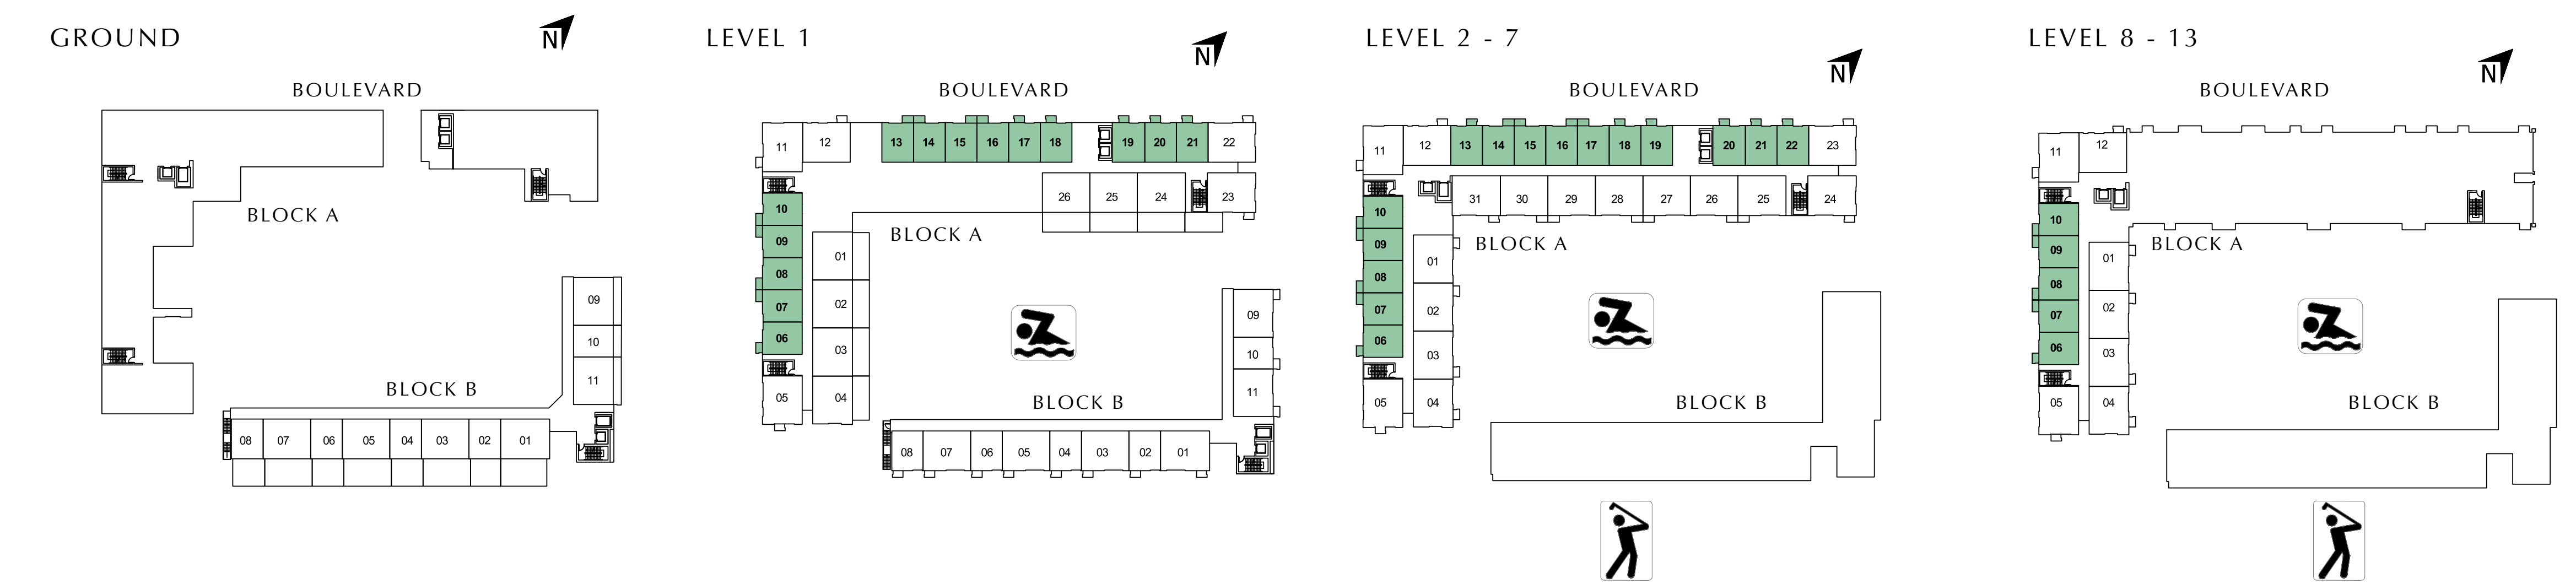 GROUND
N
BOULEVARD
BLOCK A
09
10
11
BLOCK B
08 07 06 05 04 03 02 01
LEVEL 1
N
BOULEVARD
11 12 13 14 15 16 17 18 19 20 21 22
26 25 24 23
10
09
08
07
06
05
BLOCK A
01
02
03
04
09
10
11
BLOCK B
08 07 06 05 04 03 02 01
LEVEL 2 - 7
N
BOULEVARD
11 12 13 14 15 16 17 18 19 20 21 22 23
31 30 29 28 27 26 25 24
10
09
08
07
06
05
BLOCK A
01
02
03
04
BLOCK B
LEVEL 8 - 13
N
BOULEVARD
11 12
10
09
08
07
06
05
BLOCK A
01
02
03
04
BLOCK B